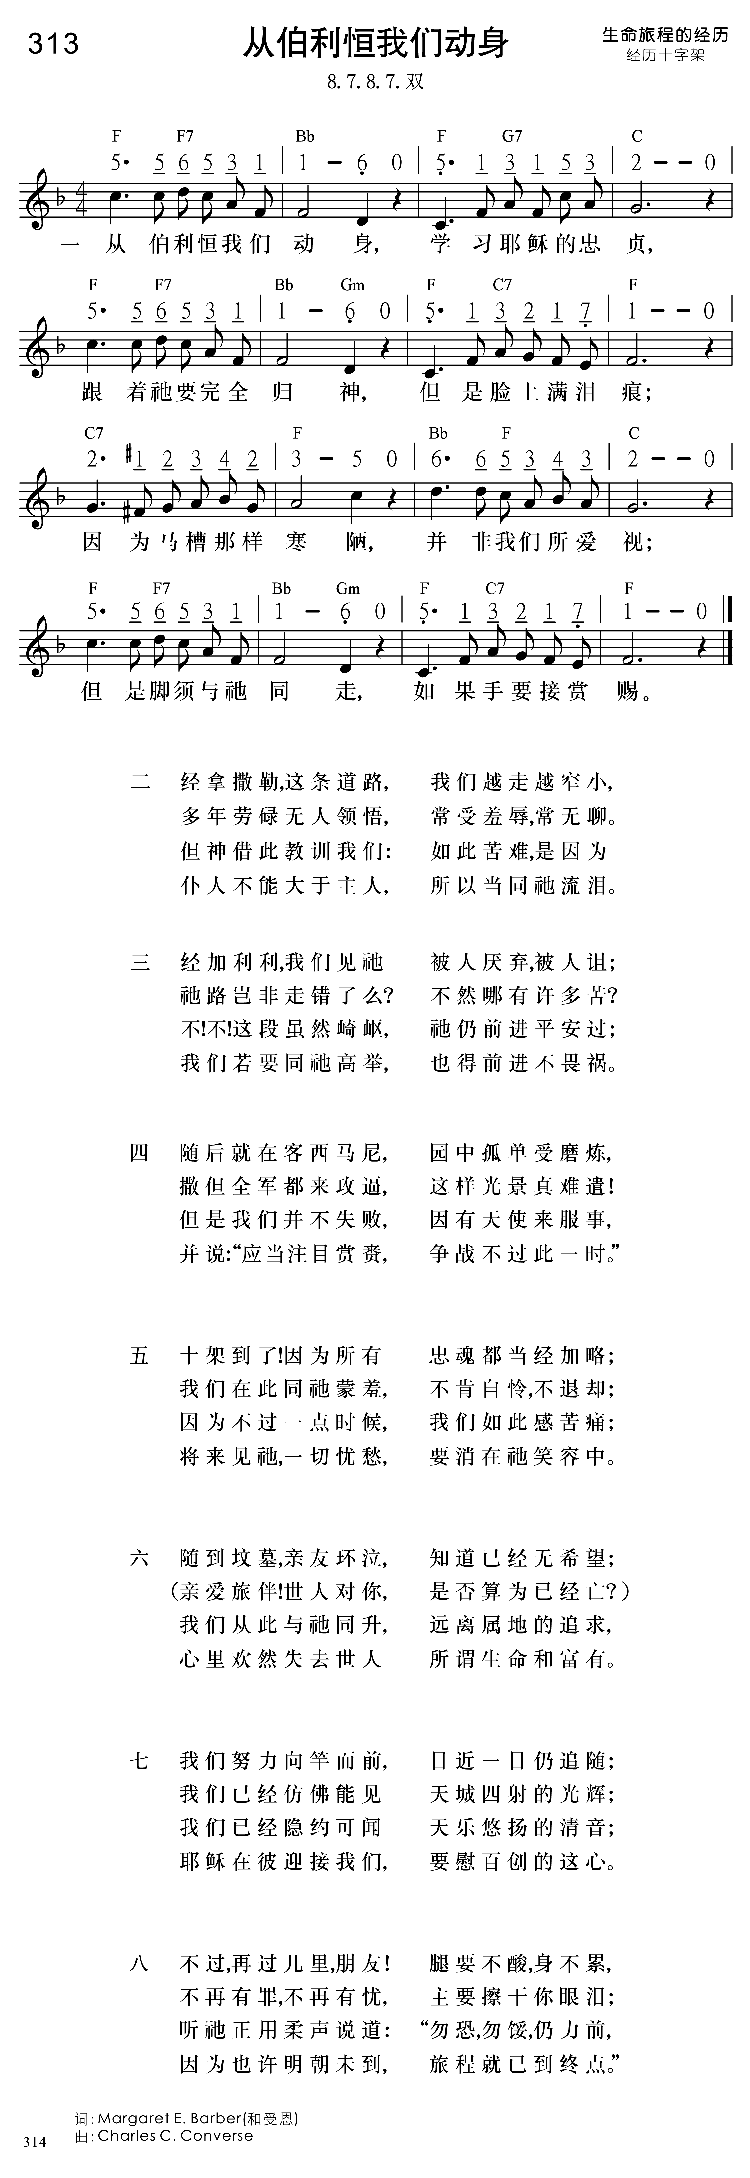 313
从伯利恒我们动身
生命旅程的经历
经历十字架
8.7.8.7.双
F F7 Bb F G7 C
5· 5 6 5 3 1 | 1 - 6 0 | 5· 1 3 1 5 3 | 2 - - 0 |
一 从 伯利恒我们 动 身, 学 习耶稣的忠 贞,
F F7 Bb Gm F C7 F
5· 5 6 5 3 1 | 1 - 6 0 | 5· 1 3 2 1 7 | 1 - - 0 |
跟 着祂要完全 归 神, 但 是脸上满泪 痕;
C7 F Bb F C
2· #1 2 3 4 2 | 3 - 5 0 | 6· 6 5 3 4 3 | 2 - - 0 |
因 为马槽那样 寒 陋, 并 非我们所爱 视;
F F7 Bb Gm F C7 F
5· 5 6 5 3 1 | 1 - 6 0 | 5· 1 3 2 1 7 | 1 - - 0
但 是脚须与祂 同 走, 如 果手要接赏 赐。
二 经拿撒勒,这条道路, 我们越走越窄小,
多年劳碌无人领悟, 常受羞辱,常无聊。
但神借此教训我们: 如此苦难,是因为
仆人不能大于主人, 所以当同祂流泪。
三 经加利利,我们见祂 被人厌弃,被人诅;
祂路岂非走错了么? 不然哪有许多苦?
不!不!这段虽然崎岖, 祂仍前进平安过;
我们若要同祂高举, 也得前进不畏祸。
四 随后就在客西马尼, 园中孤单受磨炼,
撒但全军都来攻逼, 这样光景真难遣!
但是我们并不失败, 因有天使来服事,
并说:“应当注目赏赉, 争战不过此一时。”
五 十架到了!因为所有 忠魂都当经加略;
我们在此同祂蒙羞, 不肯自怜,不退却;
因为不过一点时候, 我们如此感苦痛;
将来见祂,一切忧愁, 要消在祂笑容中。
六 随到坟墓,亲友环泣, 知道已经无希望;
(亲爱旅伴!世人对你, 是否算为已经亡?)
我们从此与祂同升, 远离属地的追求,
心里欢然失去世人 所谓生命和富有。
七 我们努力向竿而前, 日近一日仍追随;
我们已经仿佛能见 天城四射的光辉;
我们已经隐约可闻 天乐悠扬的清音;
耶稣在彼迎接我们, 要慰百创的这心。
八 不过,再过几里,朋友! 腿要不酸,身不累,
不再有罪,不再有忧, 主要擦干你眼泪;
听祂正用柔声说道: “勿恐,勿馁,仍力前,
因为也许明朝未到, 旅程就已到终点。”
词:Margaret E. Barber(和受恩)
曲:Charles C. Converse
314